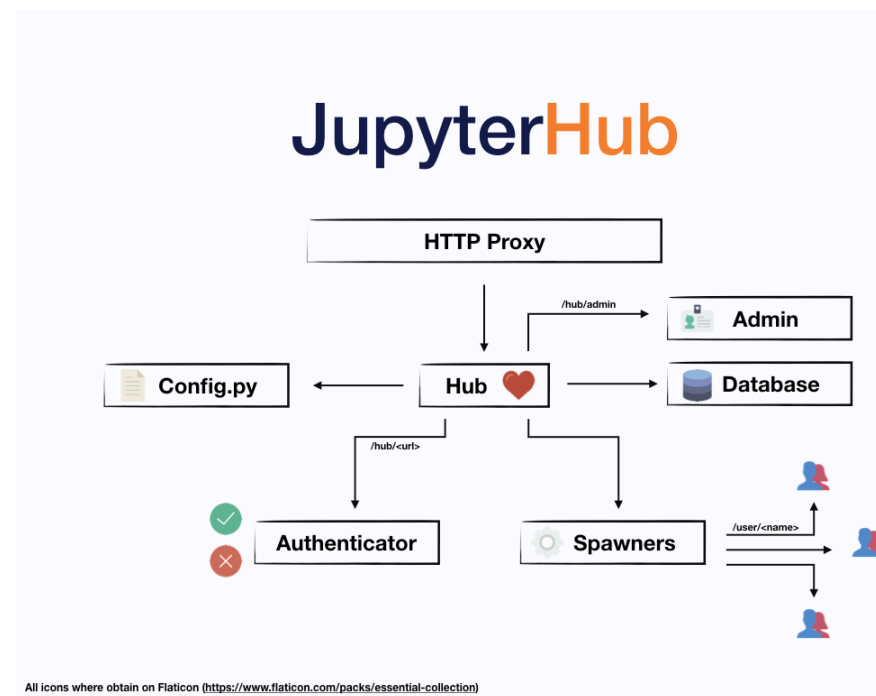 JupyterHub
HTTP Proxy
/hub/admin
Admin
Config.py
Hub
Database
/hub/<url>
Authenticator
Spawners
/user/<name>
All icons where obtain on Flaticon (https://www.flaticon.com/packs/essential-collection)